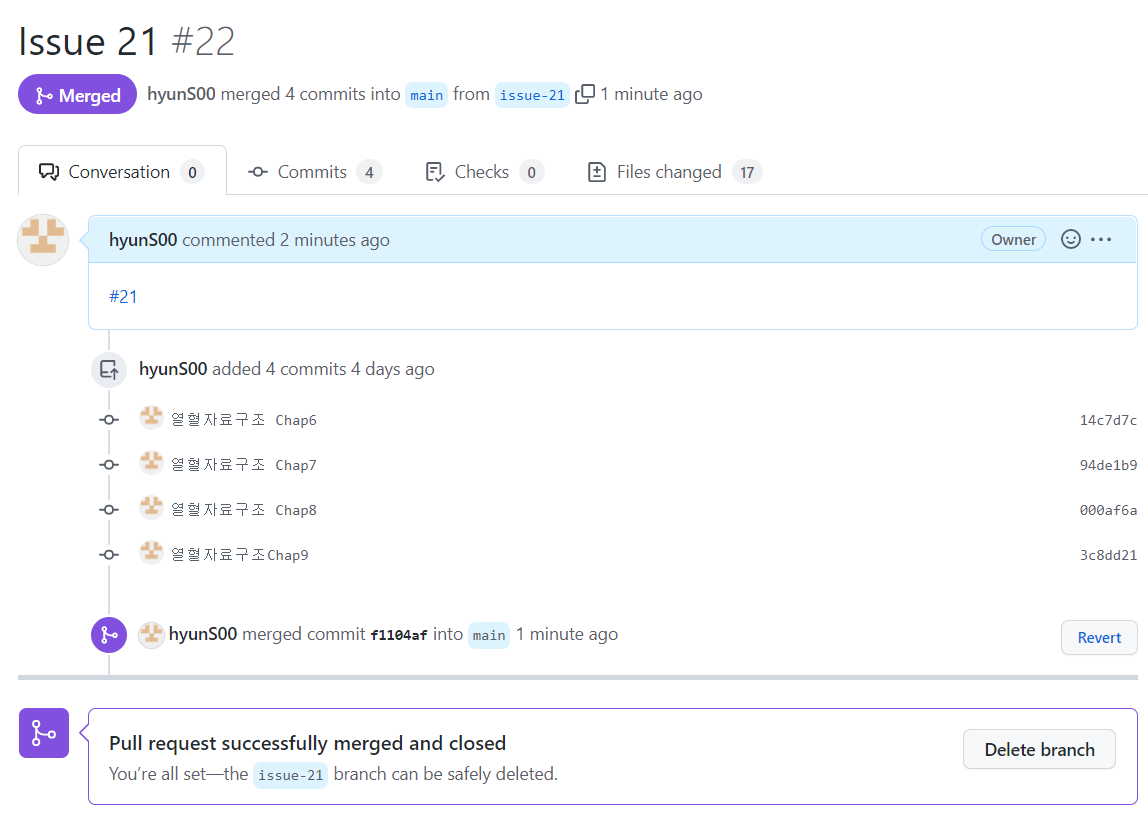 Issue 21 #22
Merged hyunS00 merged 4 commits into main from issue-21 1 minute ago
Conversation 0 Commits 4 Checks 0 Files changed 17
hyunS00 commented 2 minutes ago Owner
#21
hyunS00 added 4 commits 4 days ago
열혈자료구조 Chap6 14c7d7c
열혈자료구조 Chap7 94de1b9
열혈자료구조 Chap8 000af6a
열혈자료구조Chap9 3c8dd21
hyunS00 merged commit f1104af into main 1 minute ago Revert
Pull request successfully merged and closed
You’re all set—the issue-21 branch can be safely deleted.
Delete branch